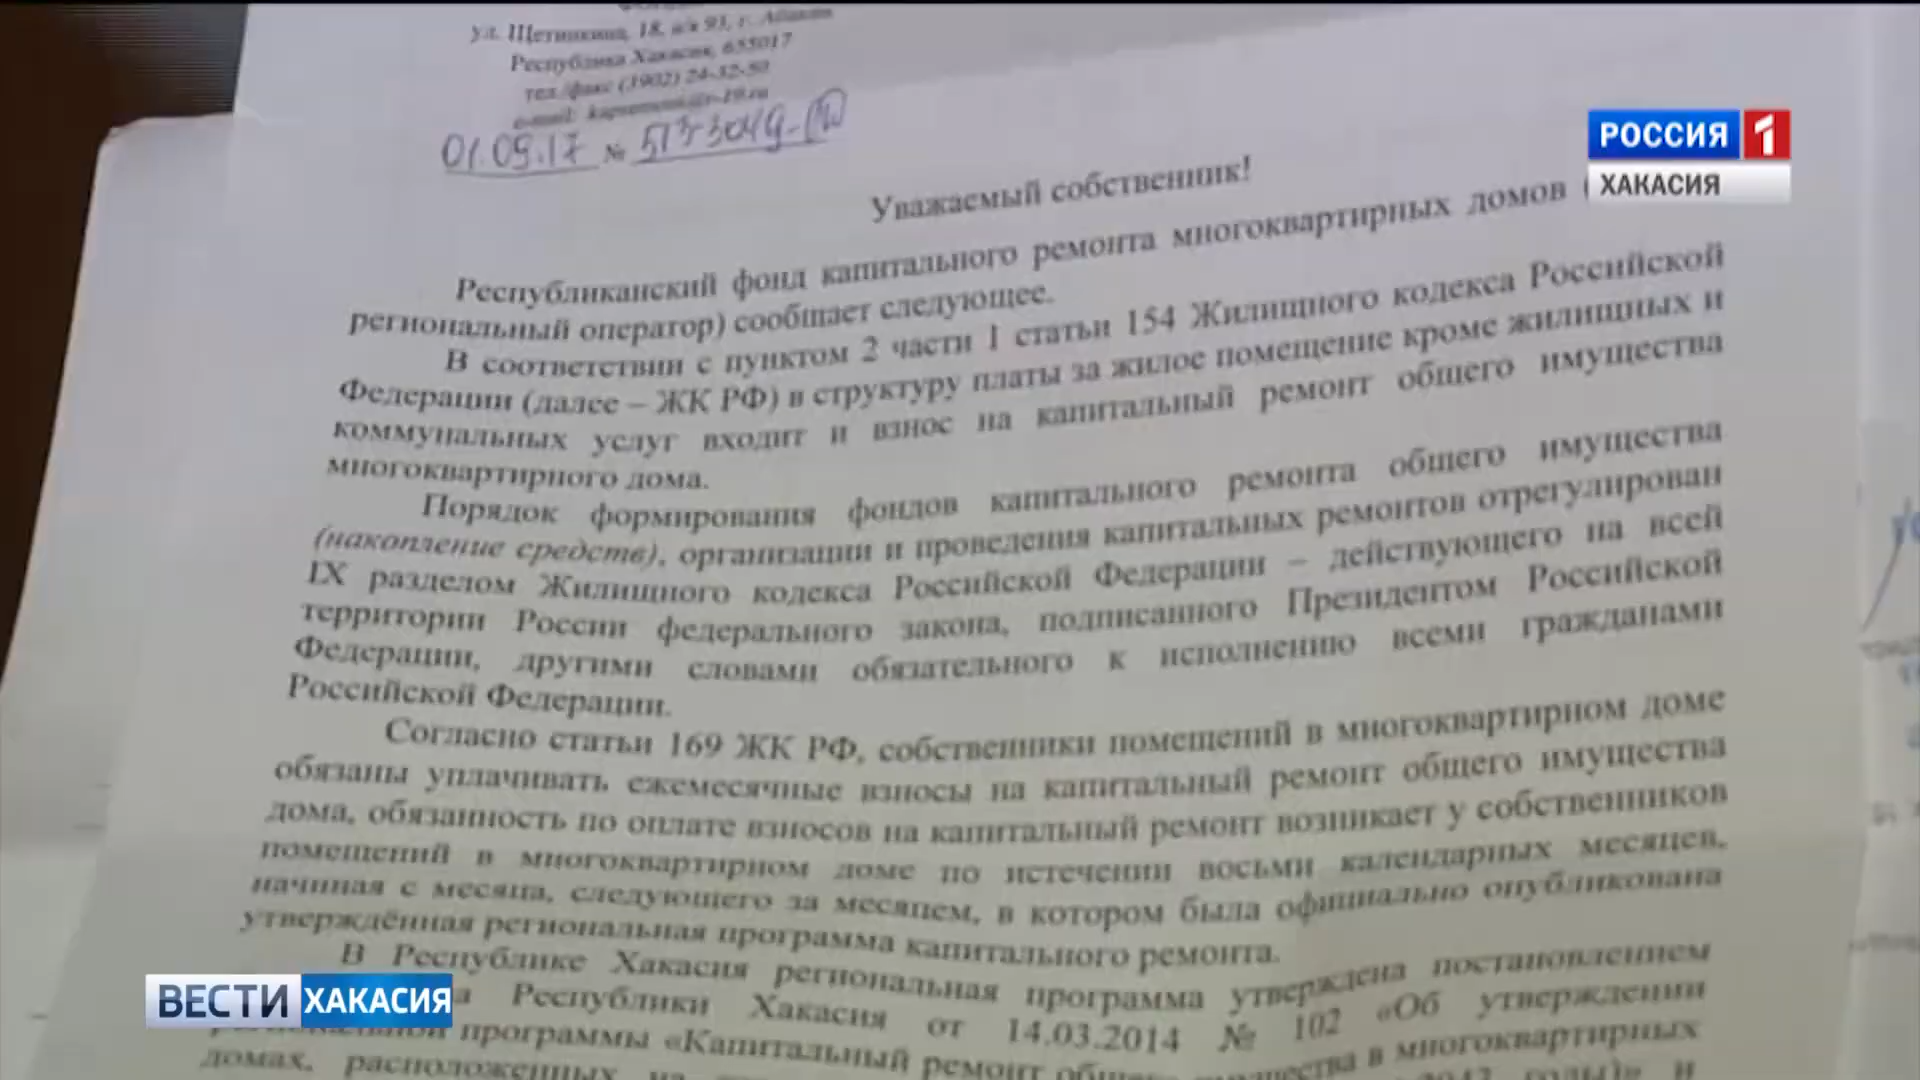 ул. Щетинкина, 18, а/я 93, г. Абакан
Республика Хакасия, 655017
тел./факс (3902) 24-32-50
e-mail:
01.09.17 №
Уважаемый собственник!
Республиканский фонд капитального ремонта многоквартирных домов (
региональный оператор) сообщает следующее.
В соответствии с пунктом 2 части 1 статьи 154 Жилищного кодекса Российской
Федерации (далее – ЖК РФ) в структуру платы за жилое помещение кроме жилищных и
коммунальных услуг входит и взнос на капитальный ремонт общего имущества
многоквартирного дома.
Порядок формирования фондов капитального ремонта общего имущества
(накопление средств), организации и проведения капитальных ремонтов отрегулирован
IX разделом Жилищного кодекса Российской Федерации – действующего на всей
территории России федерального закона, подписанного Президентом Российской
Федерации, другими словами обязательного к исполнению всеми гражданами
Российской Федерации.
Согласно статьи 169 ЖК РФ, собственники помещений в многоквартирном доме
обязаны уплачивать ежемесячные взносы на капитальный ремонт общего имущества
дома, обязанность по оплате взносов на капитальный ремонт возникает у собственников
помещений в многоквартирном доме по истечении восьми календарных месяцев,
начиная с месяца, следующего за месяцем, в котором была официально опубликована
утверждённая региональная программа капитального ремонта.
В Республике Хакасия региональная программа утверждена постановлением
Республики Хакасия от 14.03.2014 № 102 «Об утверждении
программы «Капитальный ремонт общего имущества в многоквартирных
домах, расположенных на годы)» и
РОССИЯ 1
ХАКАСИЯ
ВЕСТИ ХАКАСИЯ